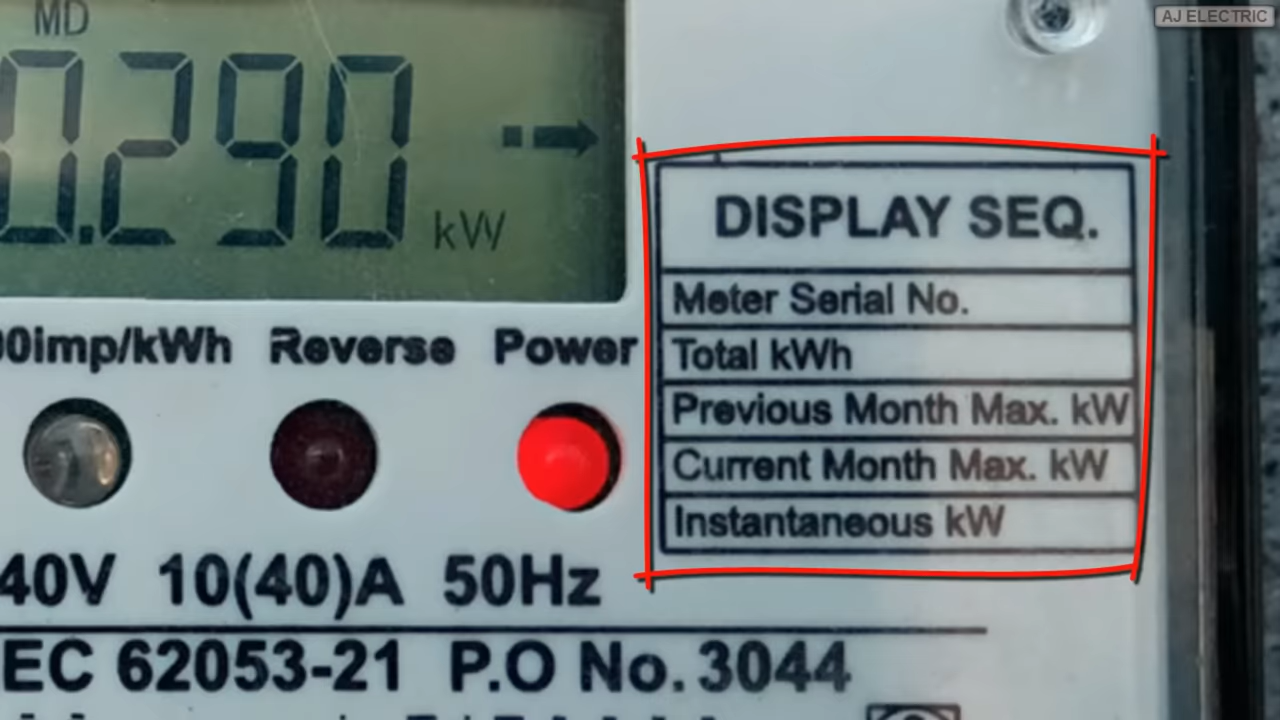 AJ ELECTRIC
MD
0.290 kW
DISPLAY SEQ.
Meter Serial No.
Total kWh
Previous Month Max. kW
Current Month Max. kW
Instantaneous kW
00imp/kWh Reverse Power
40V 10(40)A 50Hz
EC 62053-21 P.O No. 3044